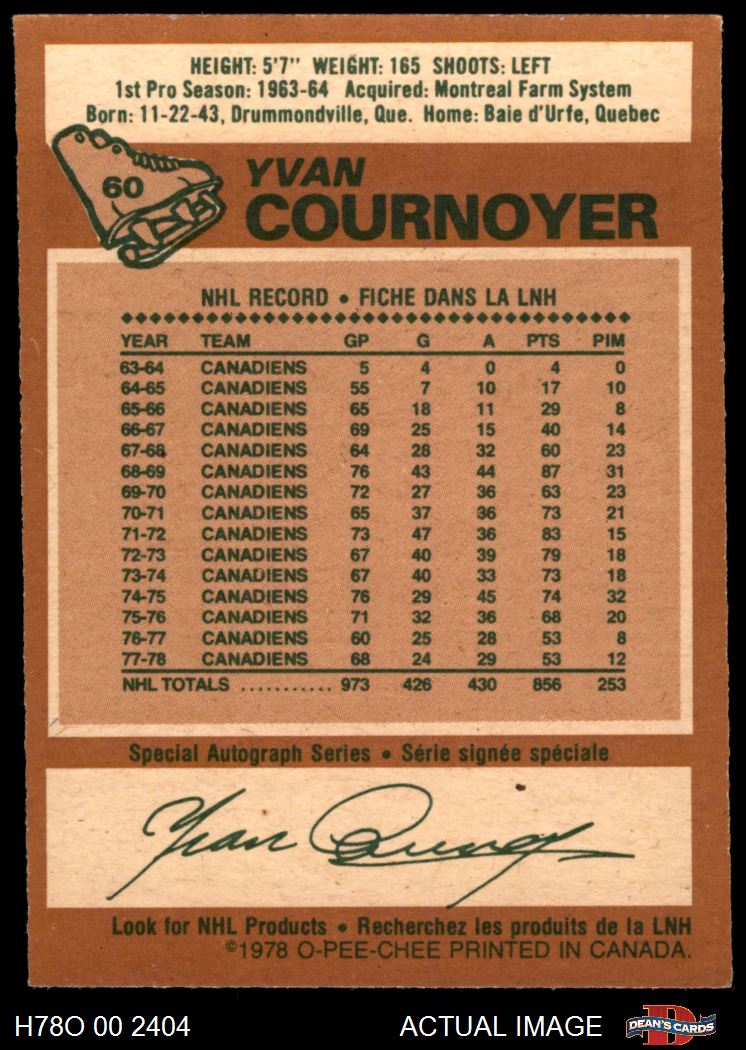 HEIGHT: 5'7" WEIGHT: 165 SHOOTS: LEFT
1st Pro Season: 1963-64 Acquired: Montreal Farm System
Born: 11-22-43, Drummondville, Que. Home: Baie d'Urfe, Quebec
60
YVAN
COURNOYER
NHL RECORD • FICHE DANS LA LNH
YEAR TEAM GP G A PTS PIM
63-64 CANADIENS 5 4 0 4 0
64-65 CANADIENS 55 7 10 17 10
65-66 CANADIENS 65 18 11 29 8
66-67 CANADIENS 69 25 15 40 14
67-68 CANADIENS 64 28 32 60 23
68-69 CANADIENS 76 43 44 87 31
69-70 CANADIENS 72 27 36 63 23
70-71 CANADIENS 65 37 36 73 21
71-72 CANADIENS 73 47 36 83 15
72-73 CANADIENS 67 40 39 79 18
73-74 CANADIENS 67 40 33 73 18
74-75 CANADIENS 76 29 45 74 32
75-76 CANADIENS 71 32 36 68 20
76-77 CANADIENS 60 25 28 53 8
77-78 CANADIENS 68 24 29 53 12
NHL TOTALS ........... 973 426 430 856 253
Special Autograph Series • Série signée spéciale
Yvan Cournoyer
Look for NHL Products • Recherchez les produits de la LNH
©1978 O-PEE-CHEE PRINTED IN CANADA.
H78O 00 2404 ACTUAL IMAGE DEAN'S CARDS